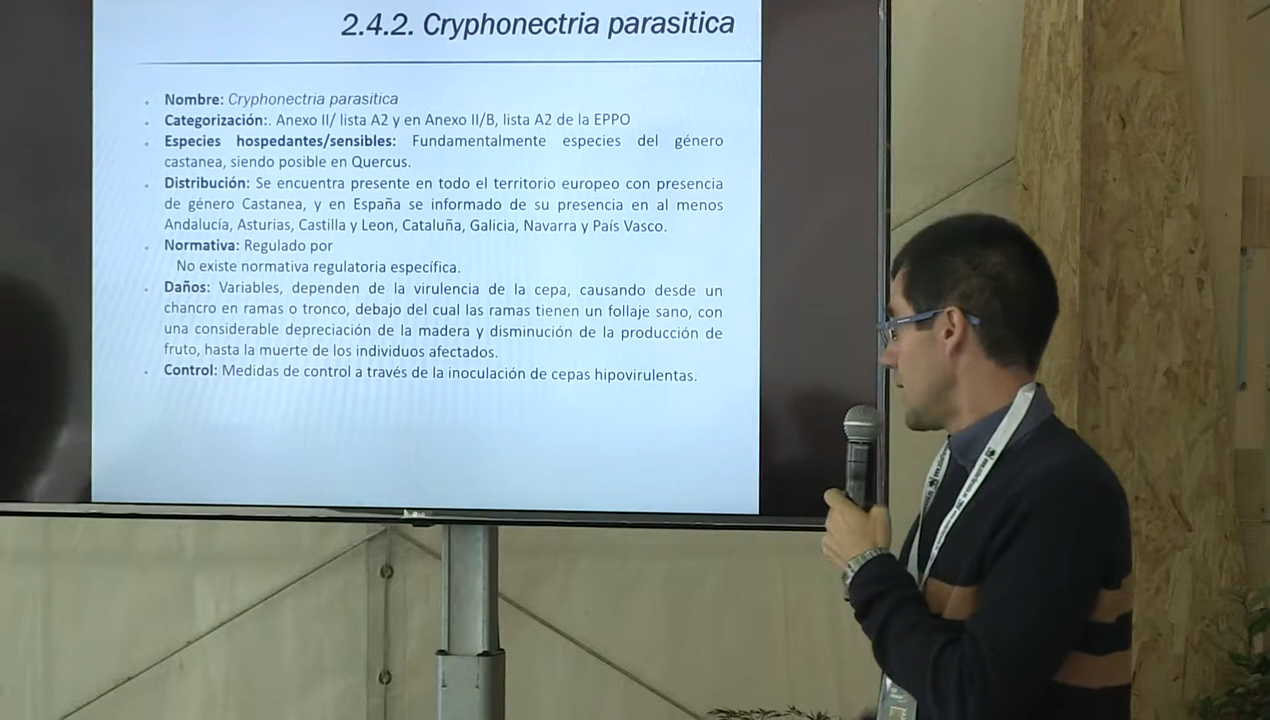 2.4.2. Cryphonectria parasitica
Nombre: Cryphonectria parasitica
Categorización:. Anexo II/ lista A2 y en Anexo II/B, lista A2 de la EPPO
Especies hospedantes/sensibles: Fundamentalmente especies del género
castanea, siendo posible en Quercus.
Distribución: Se encuentra presente en todo el territorio europeo con presencia
de género Castanea, y en España se informado de su presencia en al menos
Andalucía, Asturias, Castilla y Leon, Cataluña, Galicia, Navarra y País Vasco.
Normativa: Regulado por
No existe normativa regulatoria específica.
Daños: Variables, dependen de la virulencia de la cepa, causando desde un
chancro en ramas o tronco, debajo del cual las ramas tienen un follaje sano, con
una considerable depreciación de la madera y disminución de la producción de
fruto, hasta la muerte de los individuos afectados.
Control: Medidas de control a través de la inoculación de cepas hipovirulentas.